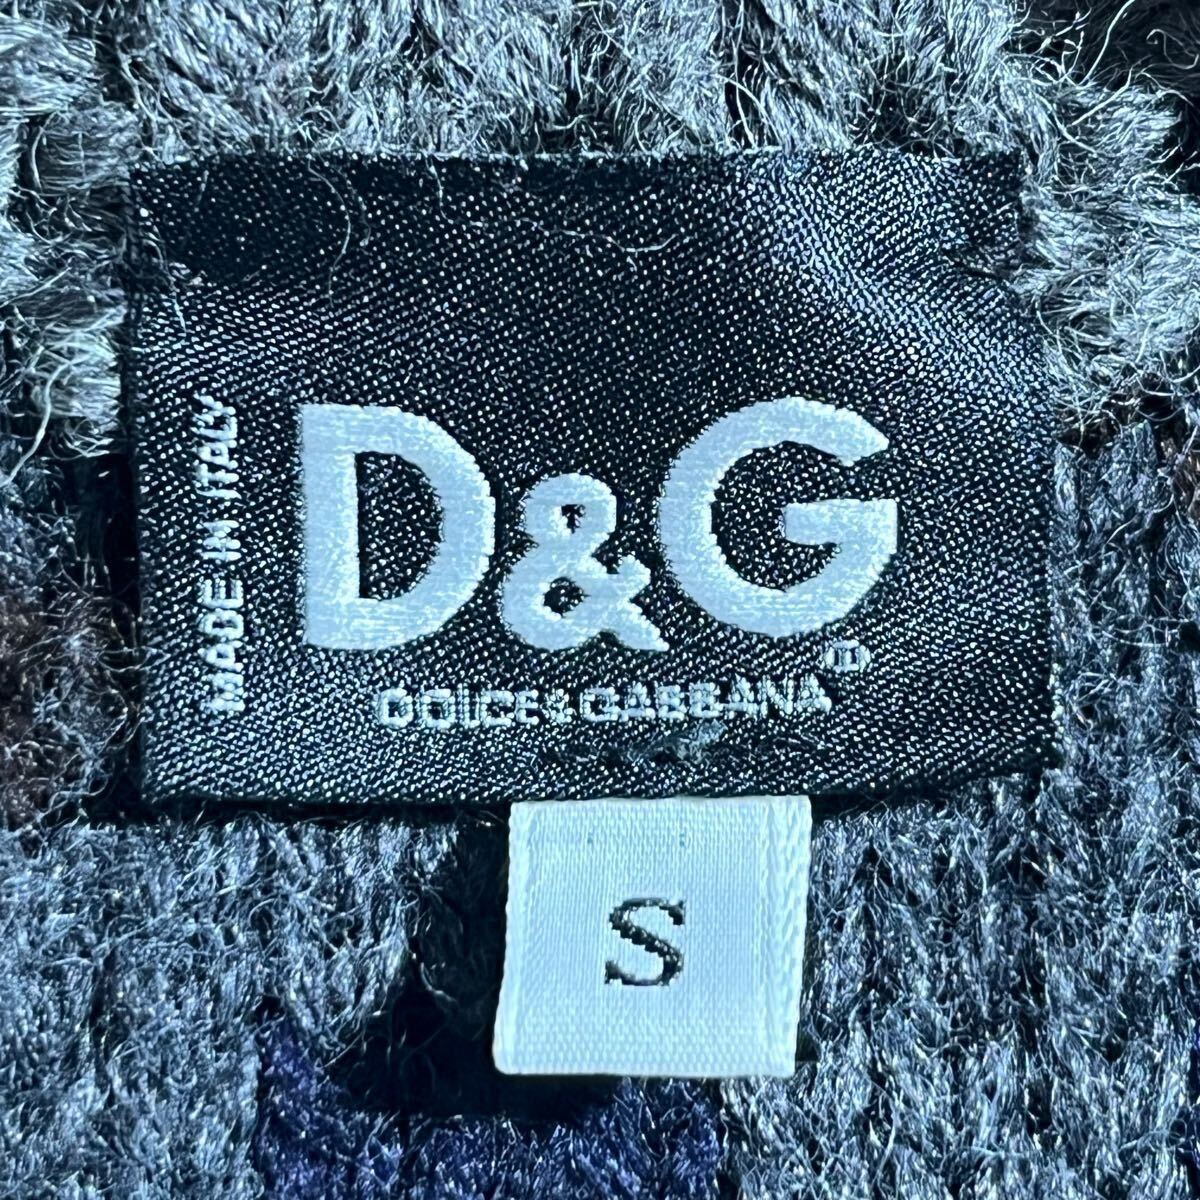 MADE IN ITALY
D&G
®
DOLCE & GABBANA
S